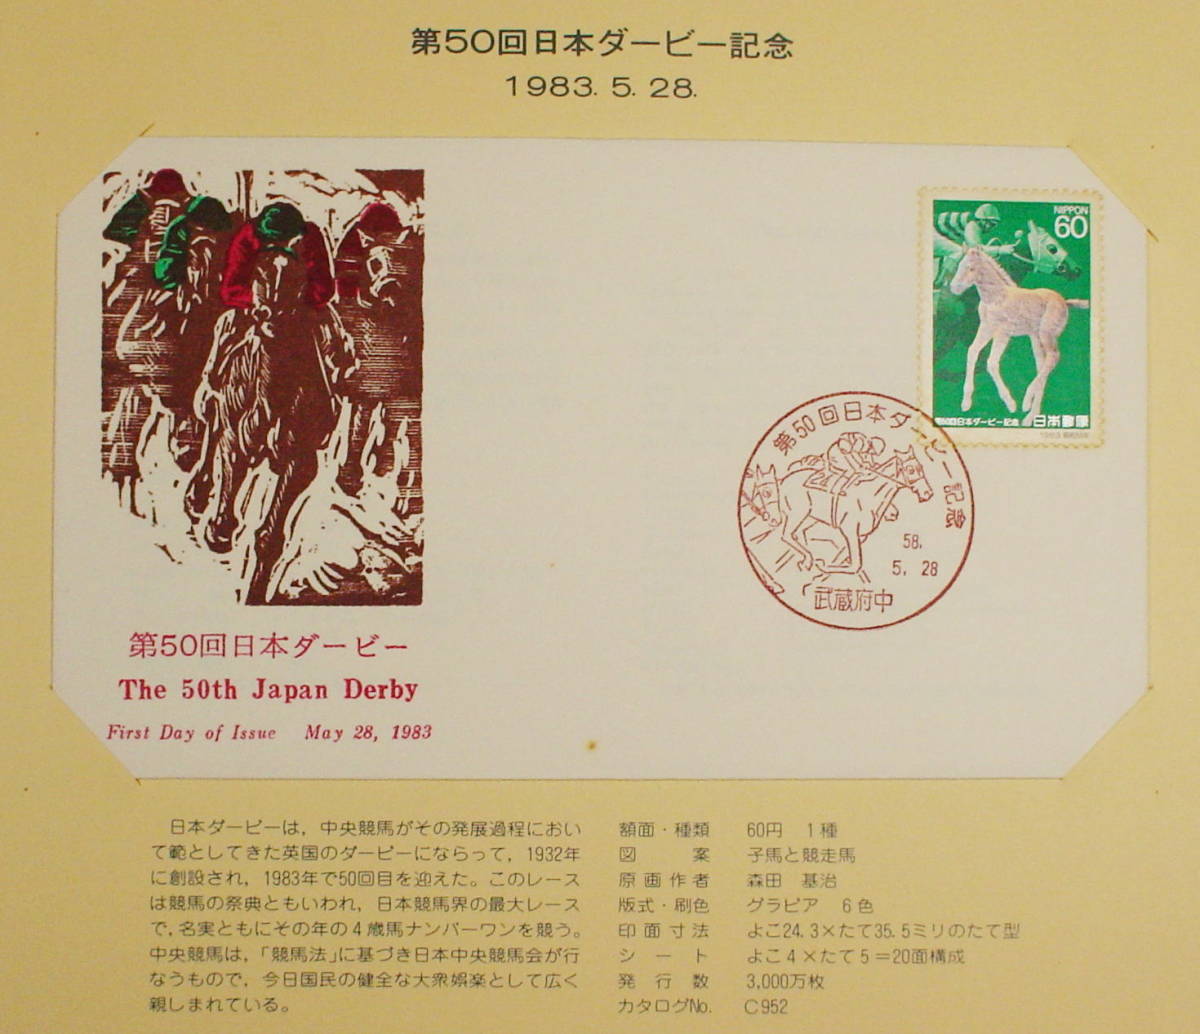 第50回日本ダービー記念
1983. 5. 28.
NIPPON
60
第50回日本ダービー記念 日本郵便
1983
第50回日本ダービー記念
58.
5. 28
武蔵府中
第50回日本ダービー
The 50th Japan Derby
First Day of Issue May 28, 1983
日本ダービーは，中央競馬がその発展過程におい
て範としてきた英国のダービーにならって，1932年
に創設され，1983年で50回目を迎えた。このレース
は競馬の祭典ともいわれ，日本競馬界の最大レース
で，名実ともにその年の4歳馬ナンバーワンを競う。
中央競馬は，「競馬法」に基づき日本中央競馬会が行
なうもので，今日国民の健全な大衆娯楽として広く
親しまれている。
額面・種類 60円 1種
図案 子馬と競走馬
原画作者 森田 基治
版式・刷色 グラビア 6色
印面寸法 よこ24.3×たて35.5ミリのたて型
シート よこ4×たて5＝20面構成
発行数 3,000万枚
カタログNo. C952